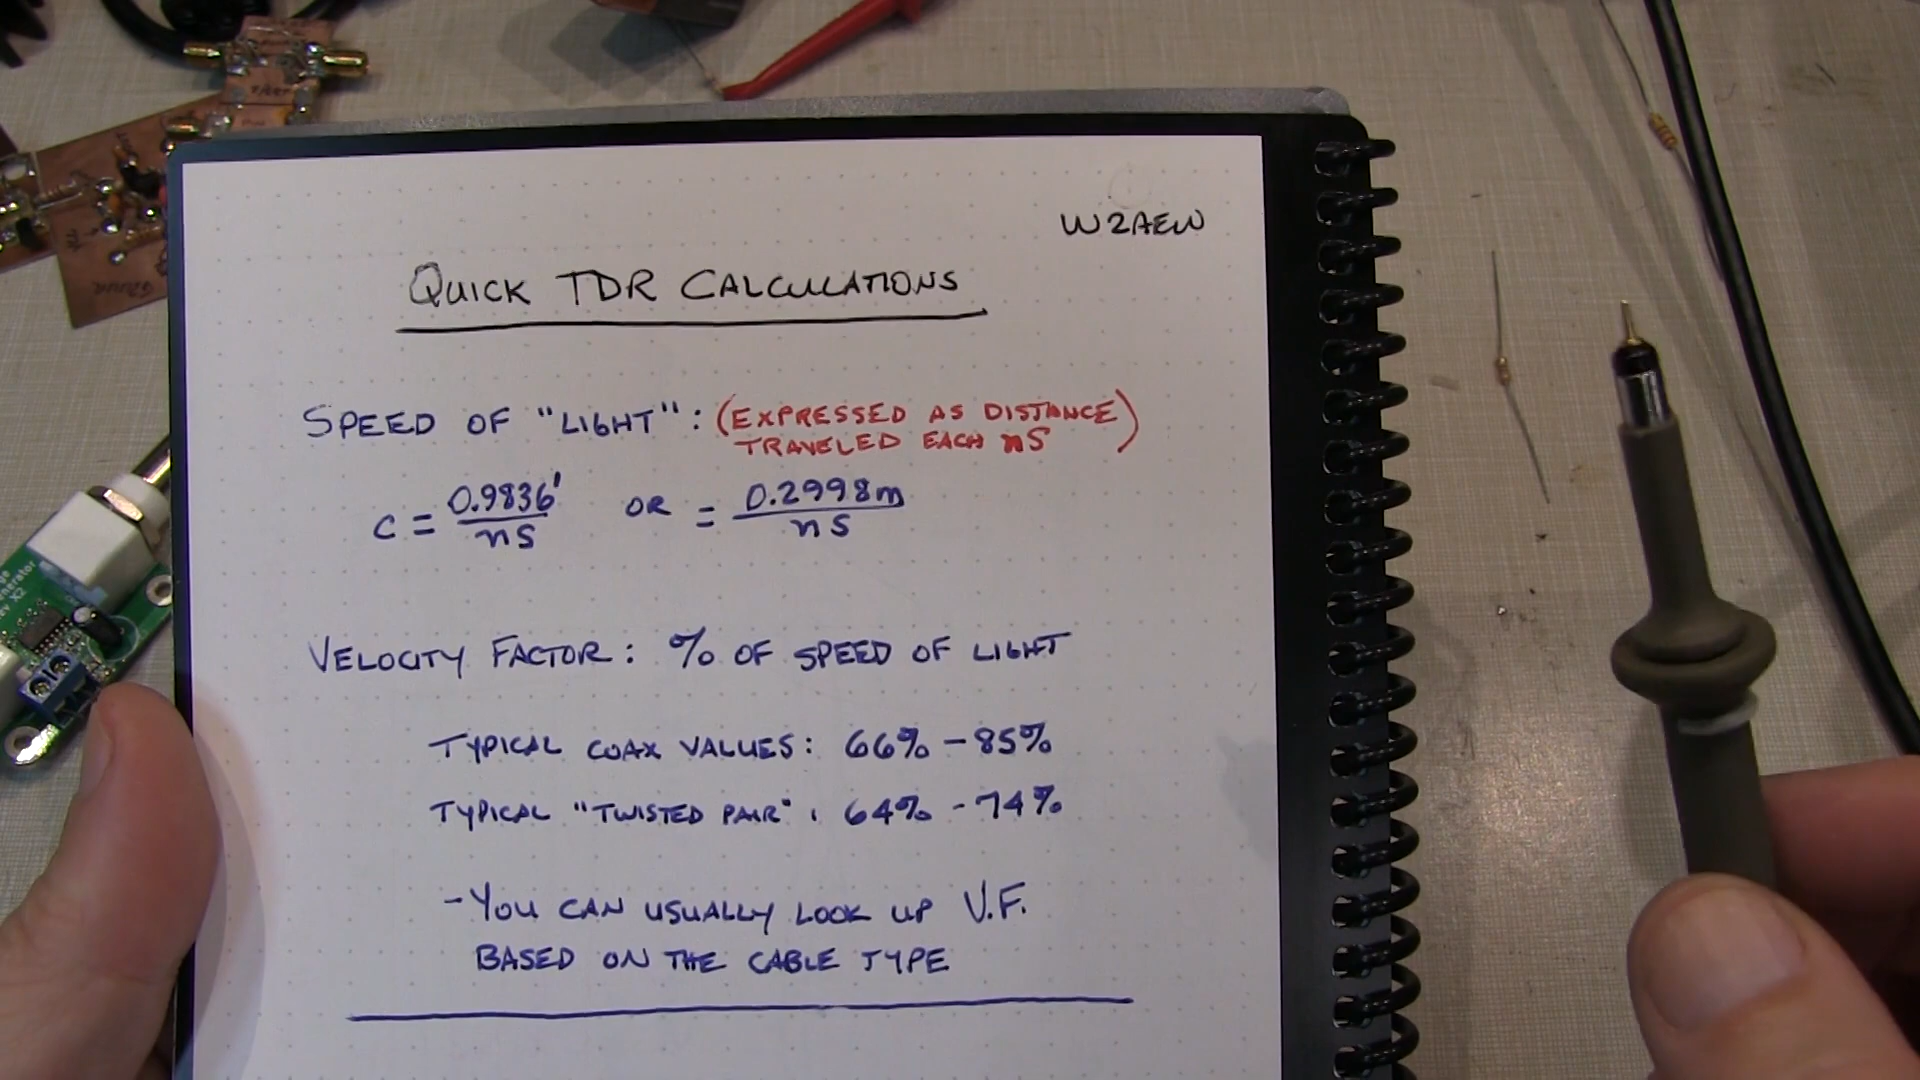 W2AEW
QUICK TDR CALCULATIONS
SPEED OF "LIGHT": (EXPRESSED AS DISTANCE
TRAVELED EACH nS)
c = 0.9836'/nS OR = 0.2998m/nS
VELOCITY FACTOR: % OF SPEED OF LIGHT
TYPICAL COAX VALUES: 66% - 85%
TYPICAL "TWISTED PAIR": 64% - 74%
- YOU CAN USUALLY LOOK UP V.F.
BASED ON THE CABLE TYPE